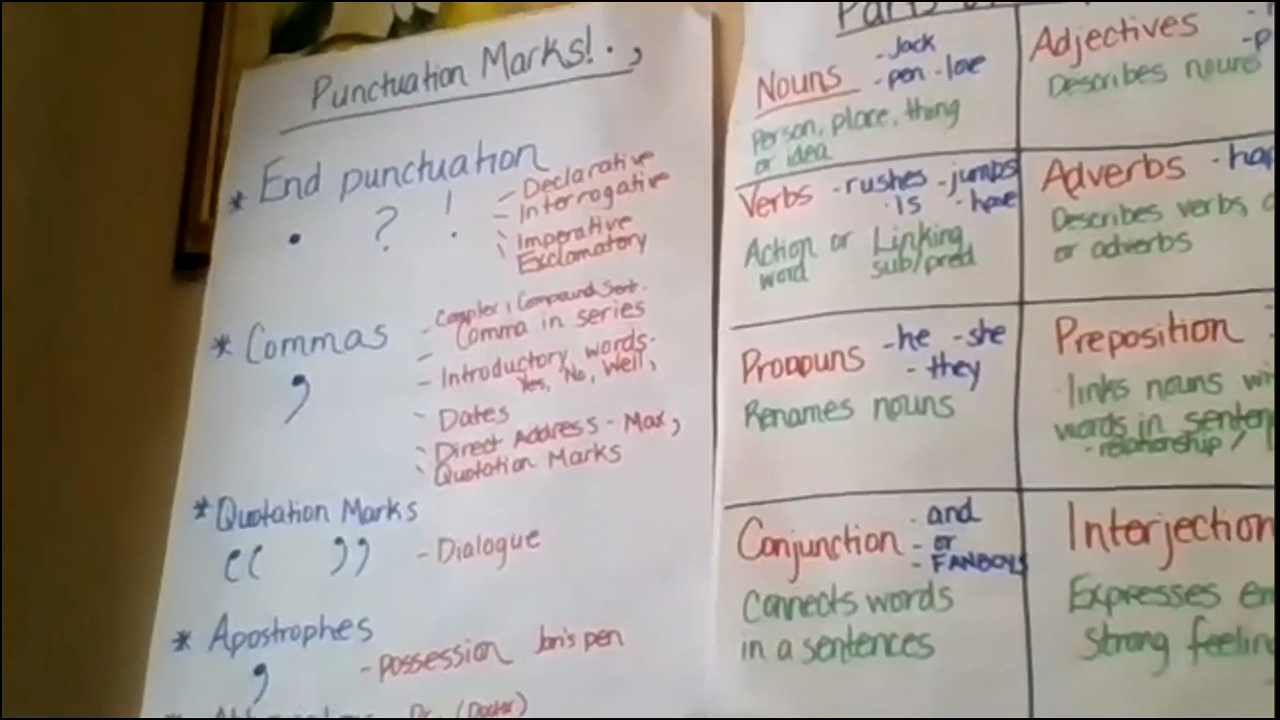 Punctuation Marks! . ,
* End punctuation
. ? !
- Declarative
- Interrogative
- Imperative
- Exclamatory
* Commas
,
- Complex, Compound Sent.
- Comma in series
- Introductory words-
Yes, No, Well,
- Dates
- Direct Address - Max,
- Quotation Marks
* Quotation Marks
“ ”
- Dialogue
* Apostrophes
,
- possession Jon's pen
Dr. (Doctor)
Parts
Nouns
- Jack
- pen - love
person, place, thing
or idea
Adjectives
Describes nouns
Verbs - rushes - jumps
- is - have
Action or Linking
word sub/pred
Adverbs
Describes verbs,
or adverbs
Pronouns - he - she
- they
Renames nouns
Preposition
links nouns
words in
- relationship
Conjunction - and
- or
- FANBOYS
Connects words
in a sentences
Interjection
Expresses
Strong